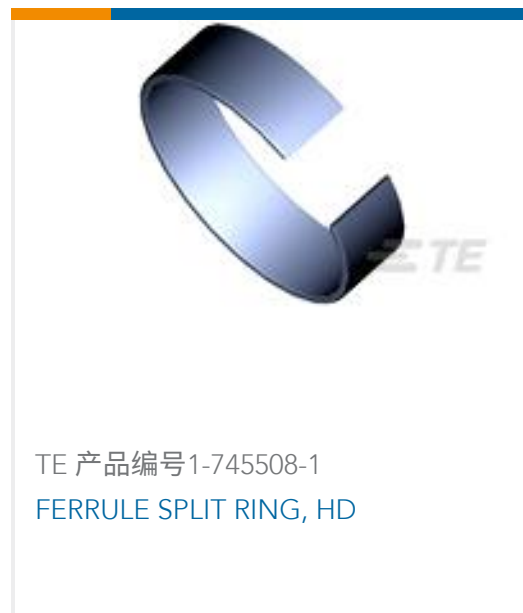 TE
TE 产品编号1-745508-1
FERRULE SPLIT RING, HD